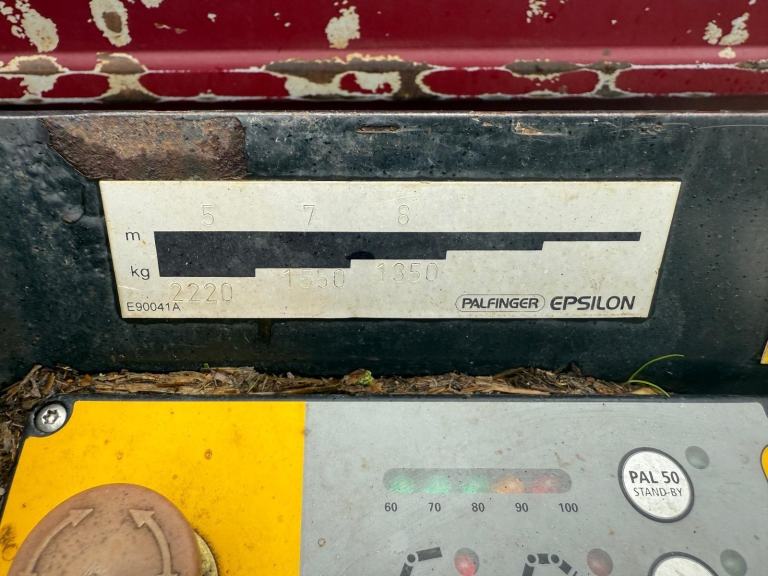 5 7 8
m
kg
2220 1550 1350
E90041A
PALFINGER EPSILON
PAL 50
STAND-BY
60 70 80 90 100